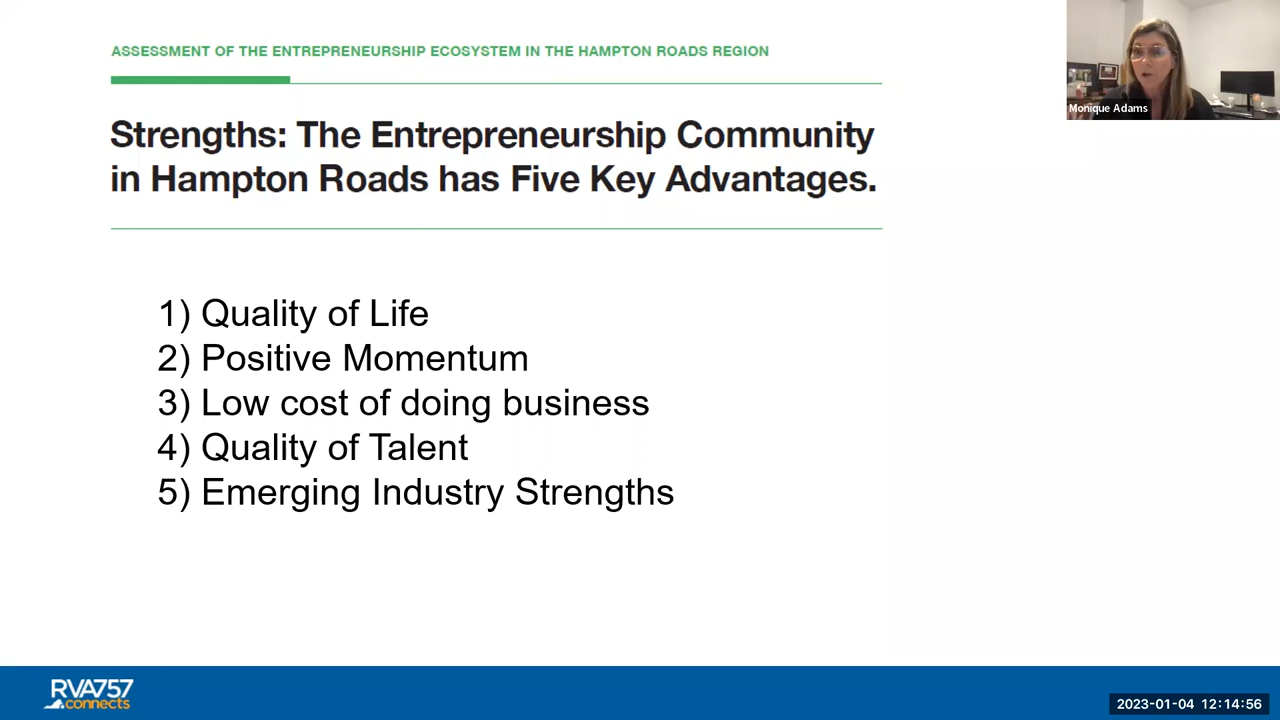 ASSESSMENT OF THE ENTREPRENEURSHIP ECOSYSTEM IN THE HAMPTON ROADS REGION
Monique Adams
Strengths: The Entrepreneurship Community
in Hampton Roads has Five Key Advantages.
1) Quality of Life
2) Positive Momentum
3) Low cost of doing business
4) Quality of Talent
5) Emerging Industry Strengths
RVA757
connects
2023-01-04 12:14:56